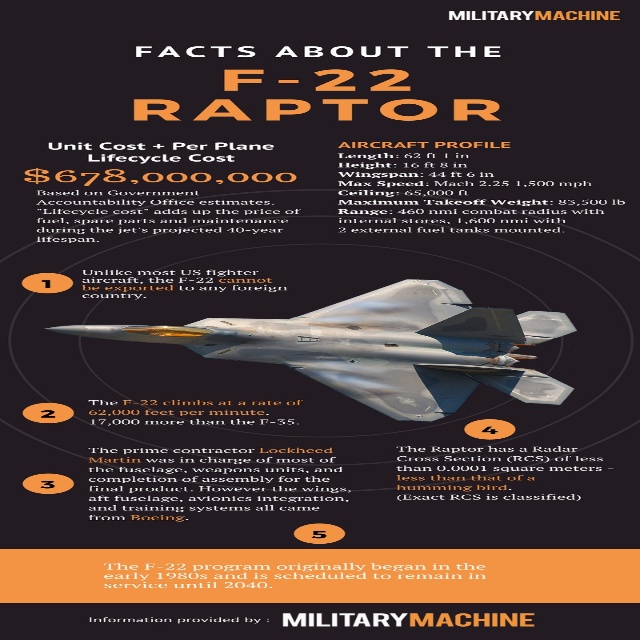 MILITARYMACHINE
FACTS ABOUT THE
F-22
RAPTOR
Unit Cost + Per Plane
Lifecycle Cost
$678,000,000
Based on Government
Accountability Office estimates.
"Lifecycle cost" adds up the price of
fuel, spare parts and maintenance
during the jet's projected 40-year
lifespan.
AIRCRAFT PROFILE
Length: 62 ft 1 in
Height: 16 ft 8 in
Wingspan: 44 ft 6 in
Max Speed: Mach 2.25 1,500 mph
Ceiling: 65,000 ft
Maximum Takeoff Weight: 83,500 lb
Range: 460 nmi combat radius with
internal stores, 1,600 nmi with
2 external fuel tanks mounted.
1
Unlike most US fighter
aircraft, the F-22 cannot
be exported to any foreign
country.
2
The F-22 climbs at a rate of
62,000 feet per minute.
17,000 more than the F-35.
3
The prime contractor Lockheed
Martin was in charge of most of
the fuselage, weapons units, and
completion of assembly for the
final product. However the wings,
aft fuselage, avionics integration,
and training systems all came
from Boeing.
4
The Raptor has a Radar
Cross Section (RCS) of less
than 0.0001 square meters -
less than that of a
humming bird.
(Exact RCS is classified)
5
The F-22 program originally began in the
early 1980s and is scheduled to remain in
service until 2040.
Information provided by : MILITARYMACHINE